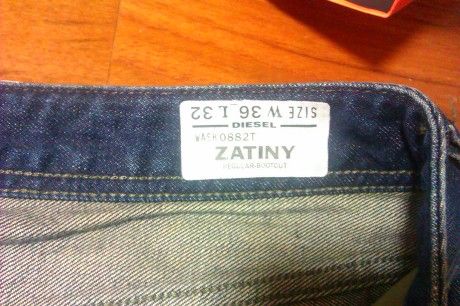 SIZE W 36 L 32
DIESEL
WASH 0882T
ZATINY
REGULAR-BOOTCUT